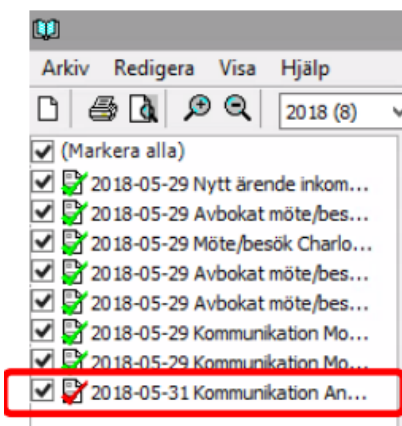 Arkiv Redigera Visa Hjälp
2018 (8)
(Markera alla)
2018-05-29 Nytt ärende inkom...
2018-05-29 Avbokat möte/bes...
2018-05-29 Möte/besök Charlo...
2018-05-29 Avbokat möte/bes...
2018-05-29 Avbokat möte/bes...
2018-05-29 Kommunikation Mo...
2018-05-29 Kommunikation Mo...
2018-05-31 Kommunikation An...